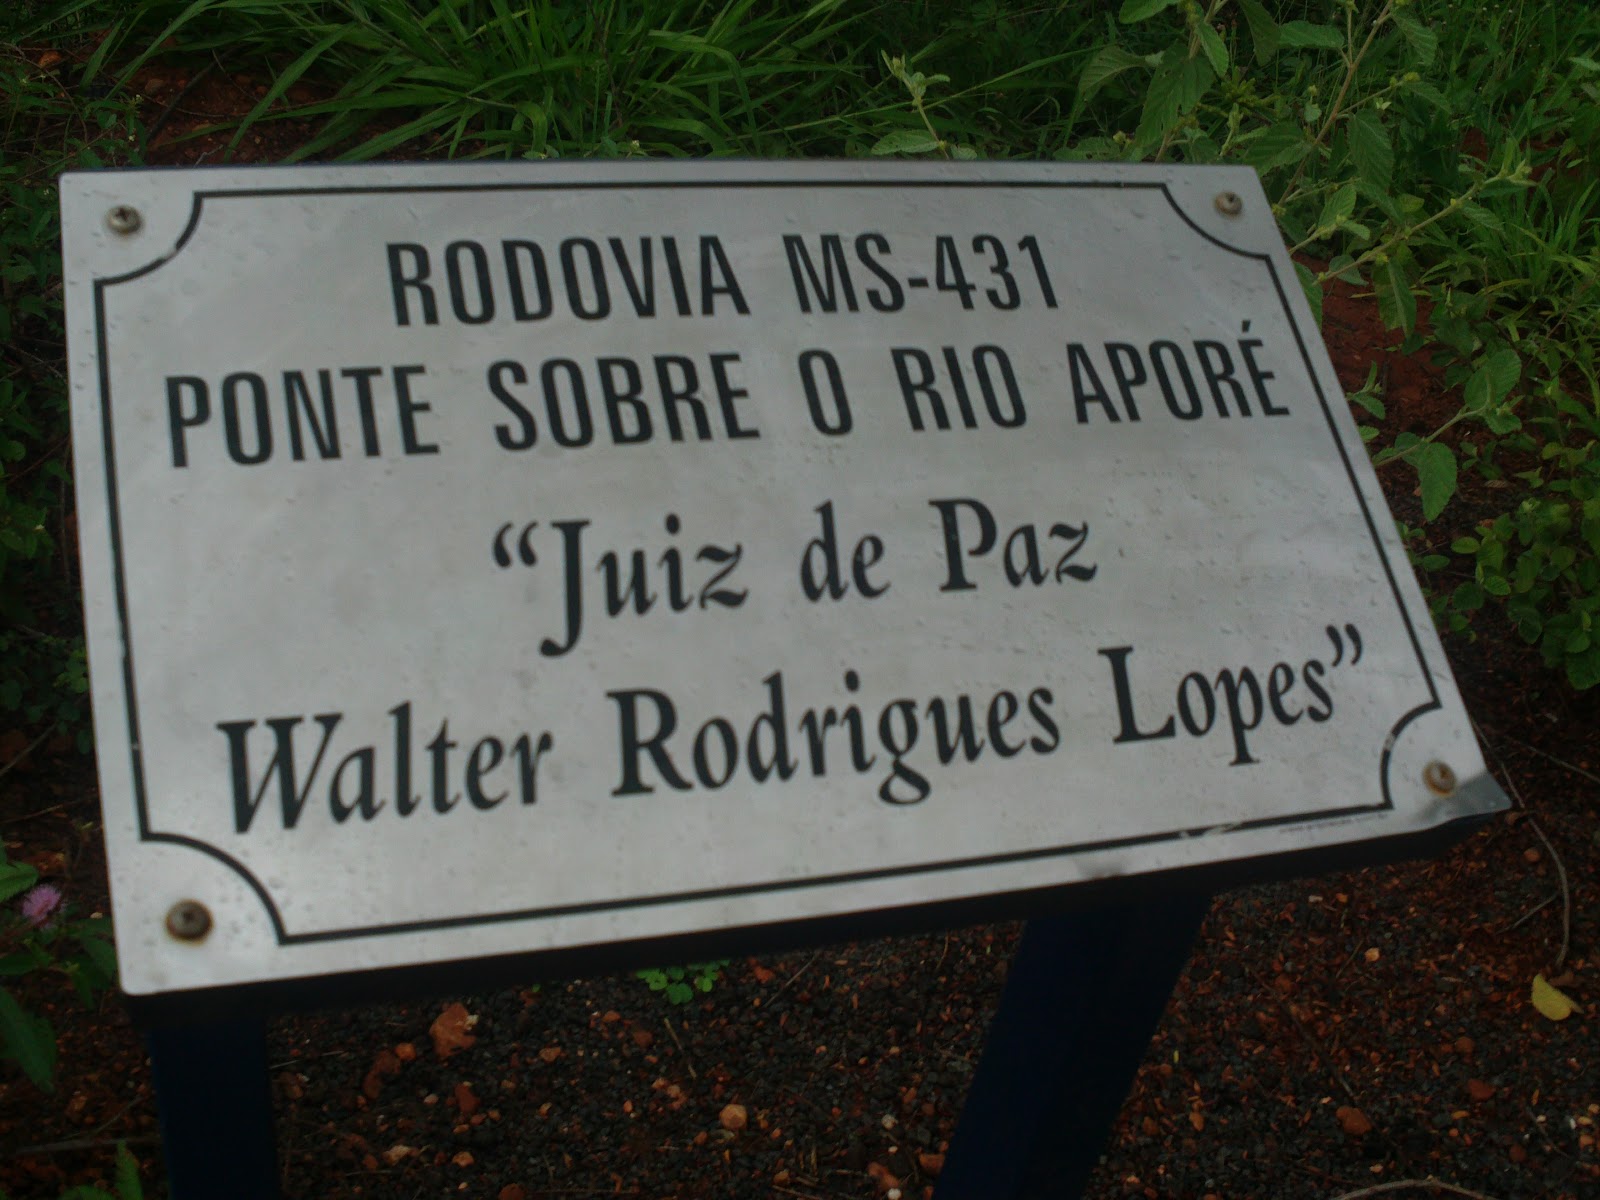 RODOVIA MS-431
PONTE SOBRE O RIO APORÉ
“Juiz de Paz
Walter Rodrigues Lopes”